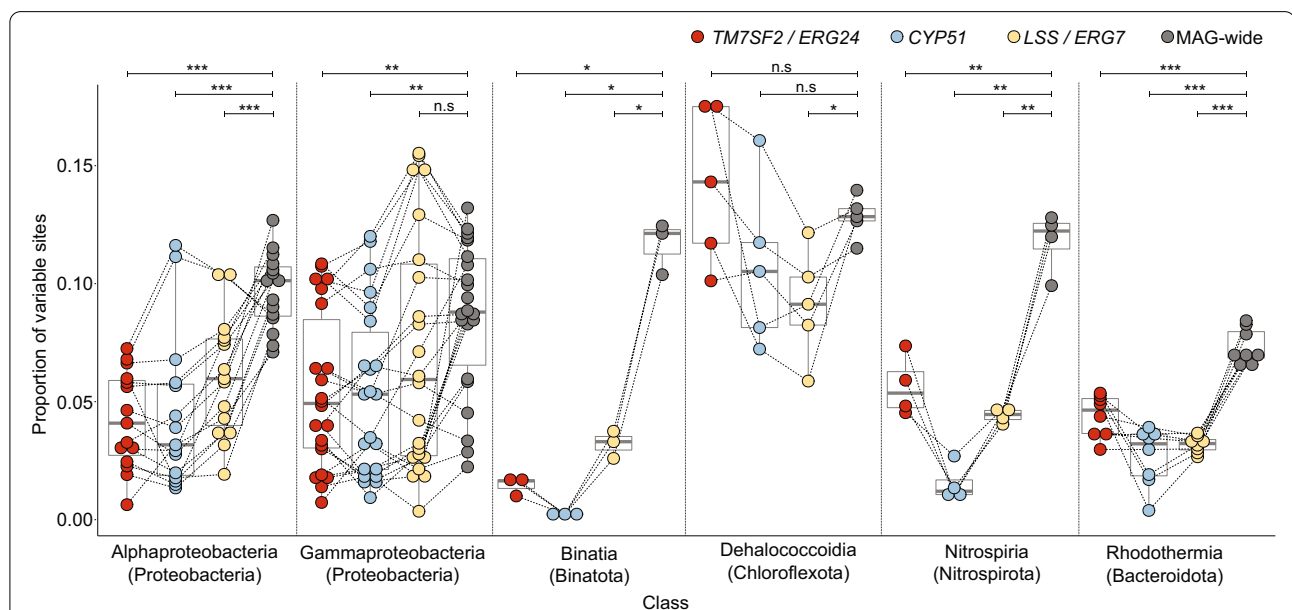 TM7SF2 / ERG24 CYP51 LSS / ERG7 MAG-wide
*** ** * n.s ** ***
*** ** * n.s ** ***
*** n.s * * ** ***
Proportion of variable sites
0.15
0.10
0.05
0.00
Alphaproteobacteria Gammaproteobacteria Binatia Dehalococcoidia Nitrospiria Rhodothermia
(Proteobacteria) (Proteobacteria) (Binatota) (Chloroflexota) (Nitrospirota) (Bacteroidota)
Class